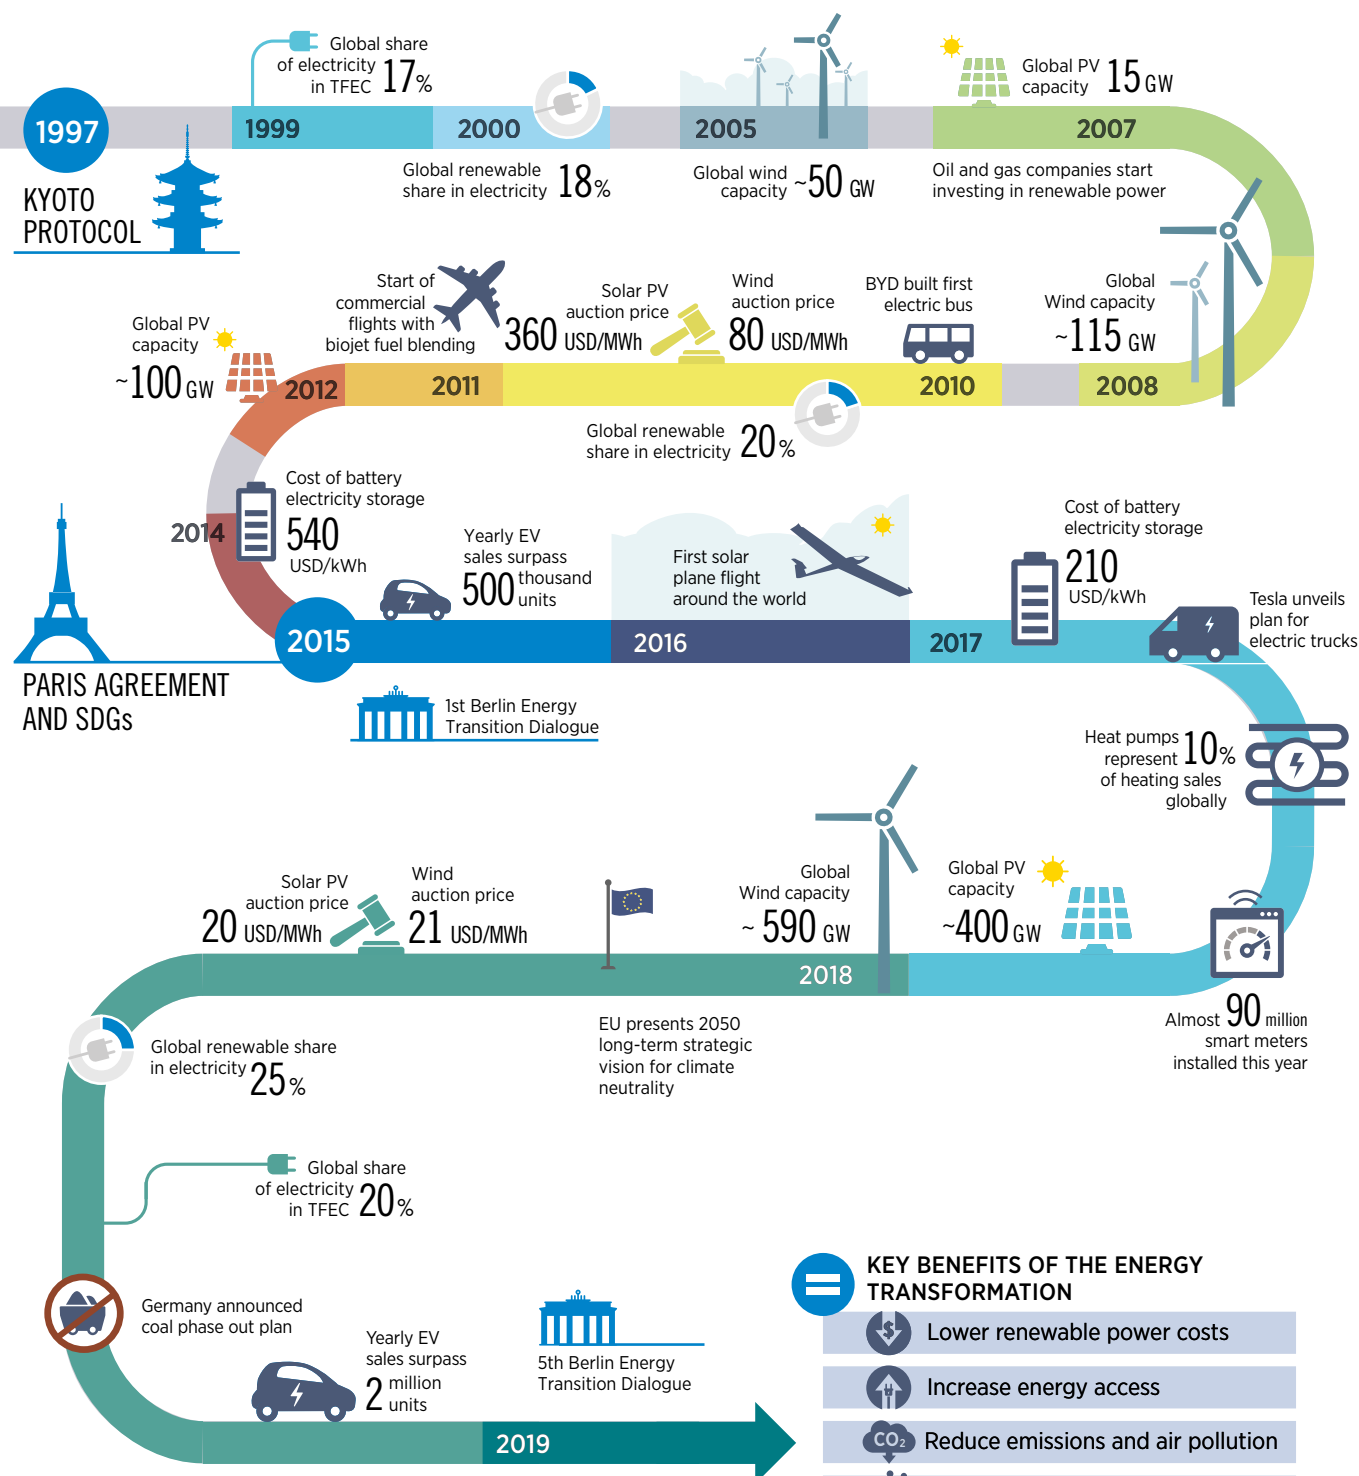 1997
KYOTO
PROTOCOL
Global share
of electricity
in TFEC 17%
1999
2000
Global renewable
share in electricity 18%
2005
Global wind
capacity ~50 GW
Global PV
capacity 15 GW
2007
Oil and gas companies start
investing in renewable power
Global
Wind capacity
~115 GW
2008
BYD built first
electric bus
2010
Wind
auction price
80 USD/MWh
Solar PV
auction price
360 USD/MWh
Global renewable
share in electricity 20%
Start of
commercial
flights with
biojet fuel blending
2011
Global PV
capacity
~100 GW
2012
2014
Cost of battery
electricity storage
540
USD/kWh
2015
PARIS AGREEMENT
AND SDGs
Yearly EV
sales surpass
500 thousand
units
1st Berlin Energy
Transition Dialogue
First solar
plane flight
around the world
2016
2017
Cost of battery
electricity storage
210
USD/kWh
Tesla unveils
plan for
electric trucks
Heat pumps
represent 10%
of heating sales
globally
Almost 90 million
smart meters
installed this year
Global PV
capacity
~400 GW
Global
Wind capacity
~ 590 GW
2018
EU presents 2050
long-term strategic
vision for climate
neutrality
Wind
auction price
21 USD/MWh
Solar PV
auction price
20 USD/MWh
Global renewable share
in electricity 25%
Global share
of electricity
in TFEC 20%
Germany announced
coal phase out plan
Yearly EV
sales surpass
2 million
units
5th Berlin Energy
Transition Dialogue
2019
KEY BENEFITS OF THE ENERGY
TRANSFORMATION
$
Lower renewable power costs
Increase energy access
CO2
Reduce emissions and air pollution